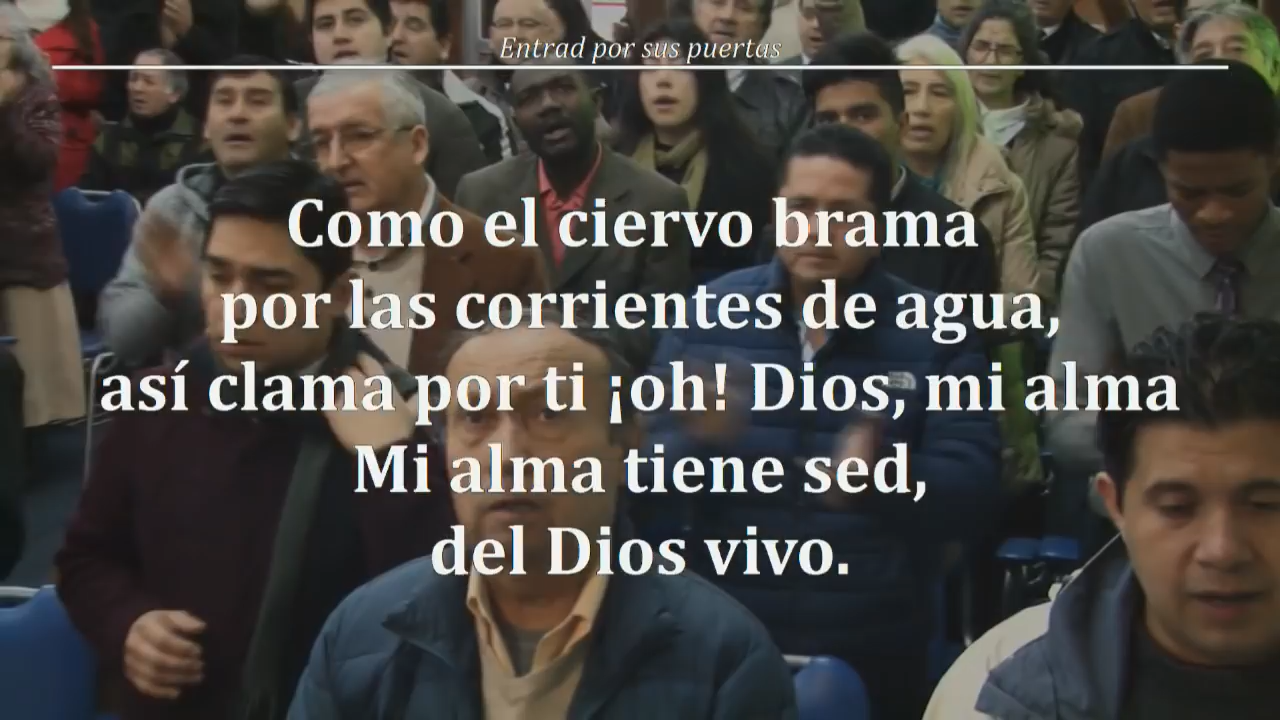 Entrad por sus puertas
Como el ciervo brama
por las corrientes de agua,
así clama por ti ¡oh! Dios, mi alma
Mi alma tiene sed,
del Dios vivo.